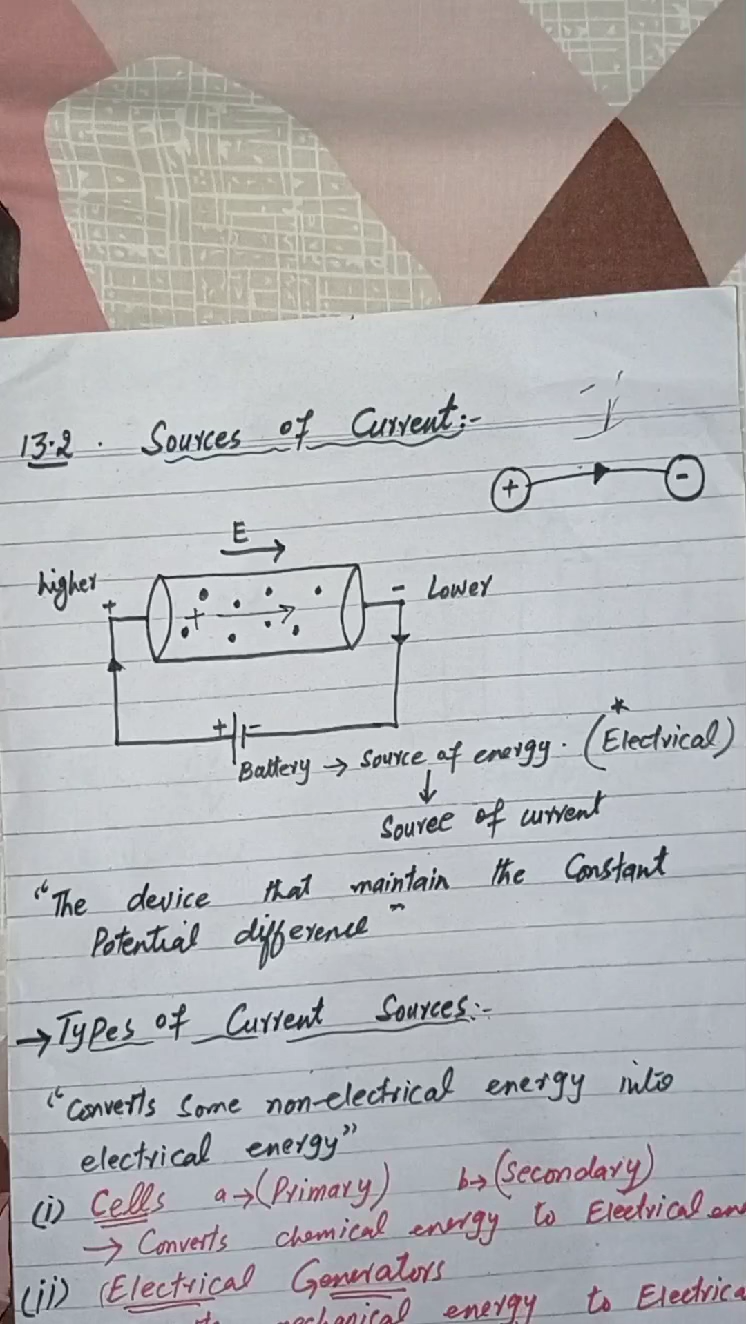 13.2 . Sources of Current:-
+ -
E
higher + + - Lower
+ -
Battery → Source of energy . (Electrical) *
↓
Source of current
"The device that maintain the Constant
Potential difference"
→ Types of Current Sources:-
"Converts Some non-electrical energy into
electrical energy"
(i) Cells a→(Primary) b→(Secondary)
→ Converts chemical energy to Electrical
(ii) (Electrical Generators
energy to